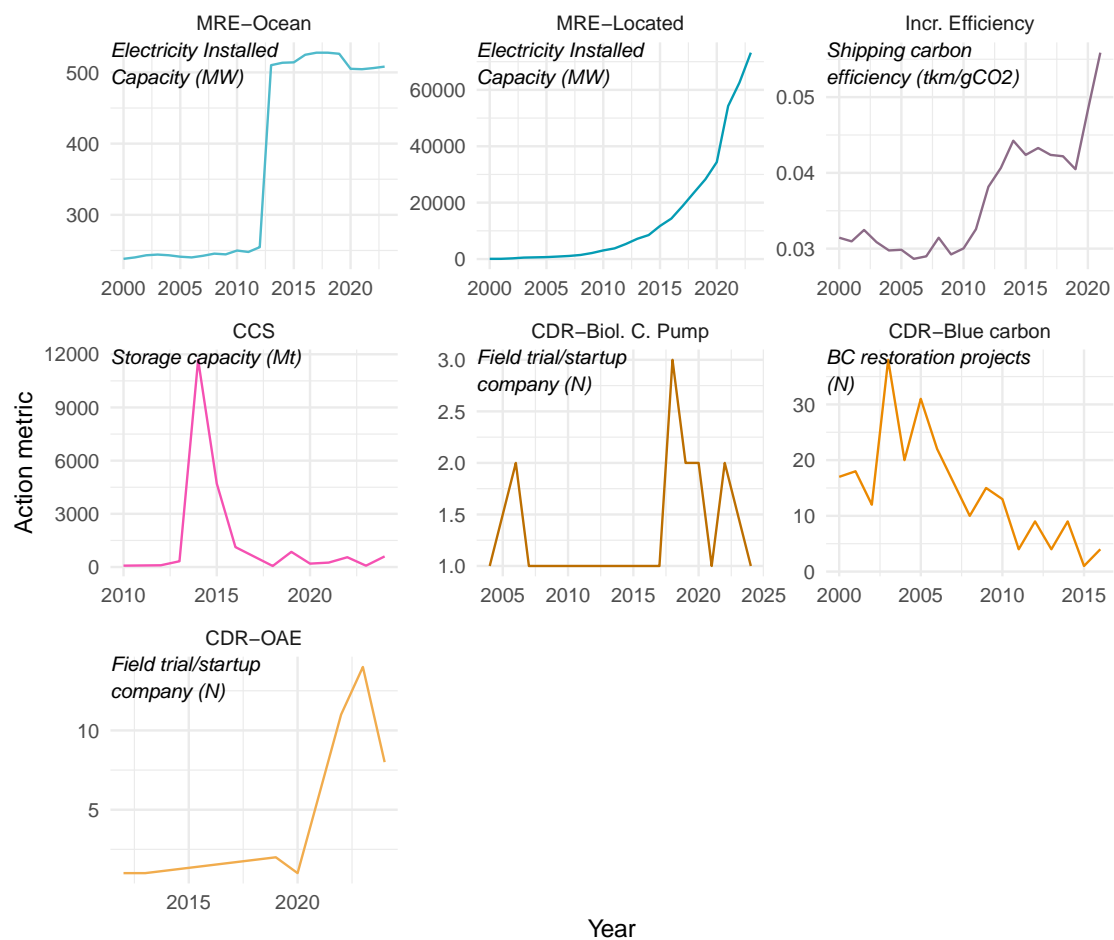 MRE−Ocean
Electricity Installed
Capacity (MW)
500
400
300
2000 2005 2010 2015 2020
MRE−Located
Electricity Installed
Capacity (MW)
60000
40000
20000
0
2000 2005 2010 2015 2020
Incr. Efficiency
Shipping carbon
efficiency (tkm/gCO2)
0.05
0.04
0.03
2000 2005 2010 2015 2020
CCS
Storage capacity (Mt)
12000
9000
6000
3000
0
2010 2015 2020
CDR−Biol. C. Pump
Field trial/startup
company (N)
3.0
2.5
2.0
1.5
1.0
2005 2010 2015 2020 2025
CDR−Blue carbon
BC restoration projects
(N)
30
20
10
0
2000 2005 2010 2015
CDR−OAE
Field trial/startup
company (N)
10
5
2015 2020
Action metric
Year